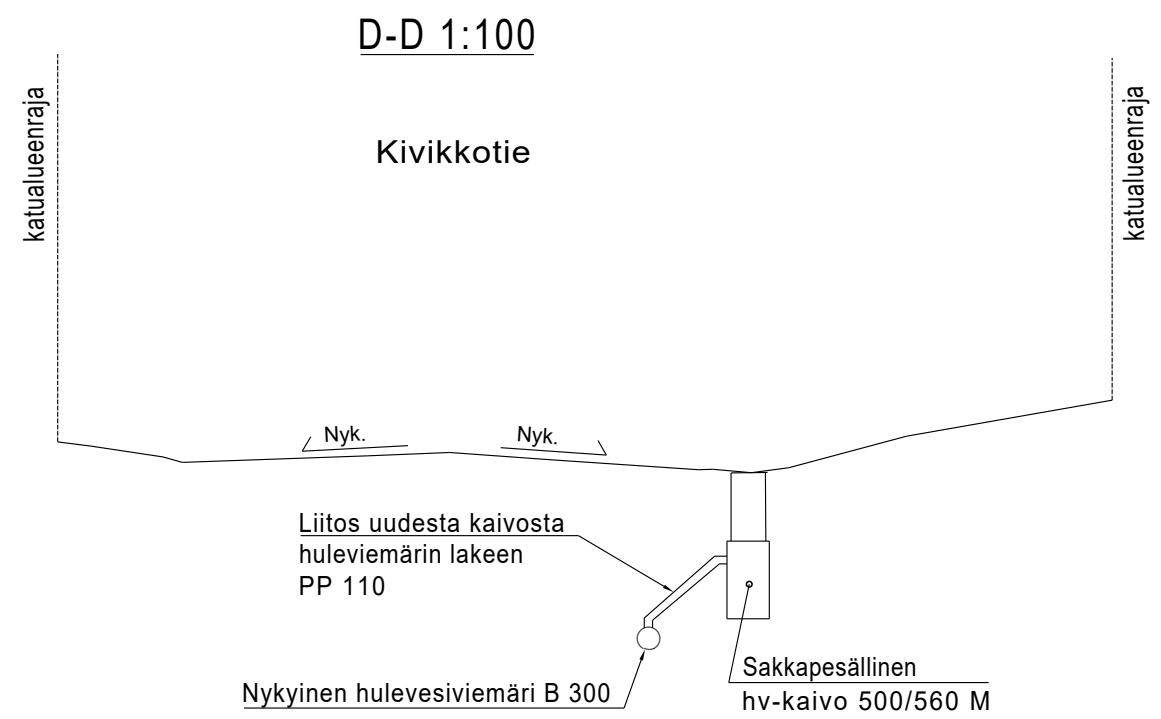 D-D 1:100
katualueenraja
Kivikkotie
katualueenraja
Nyk.
Nyk.
Liitos uudesta kaivosta
huleviemärin lakeen
PP 110
Nykyinen hulevesiviemäri B 300
Sakkapesällinen
hv-kaivo 500/560 M